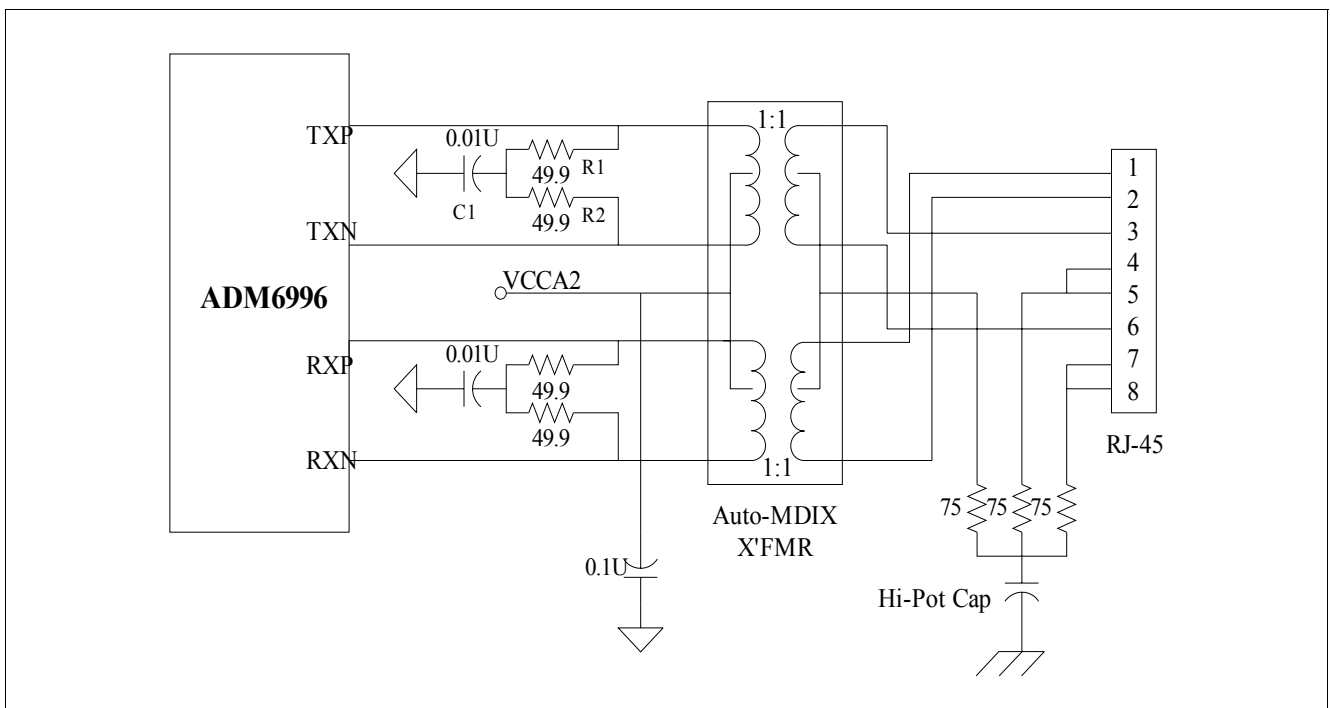 1:1
TXP
0.01U
R1
49.9
C1
49.9
R2
TXN
1
2
3
4
5
6
7
8
RJ-45
VCCA2
ADM6996
RXP
0.01U
49.9
49.9
RXN
1:1
Auto-MDIX
X'FMR
75
75
75
0.1U
Hi-Pot Cap